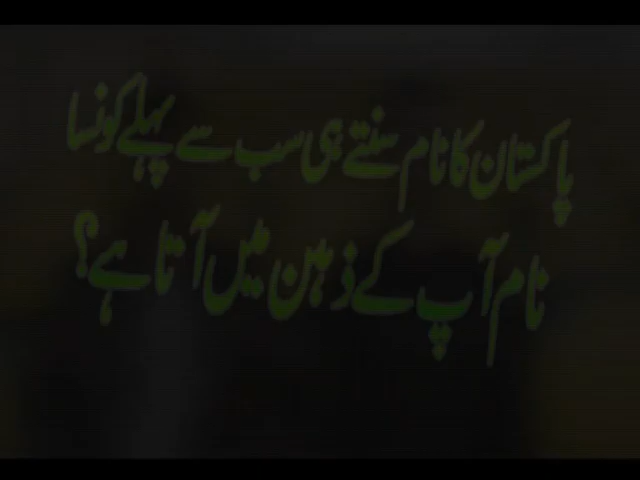 پاکستان کا نام سنتے ہی سب سے پہلے کونسا
نام آپ کے ذہن میں آتا ہے؟